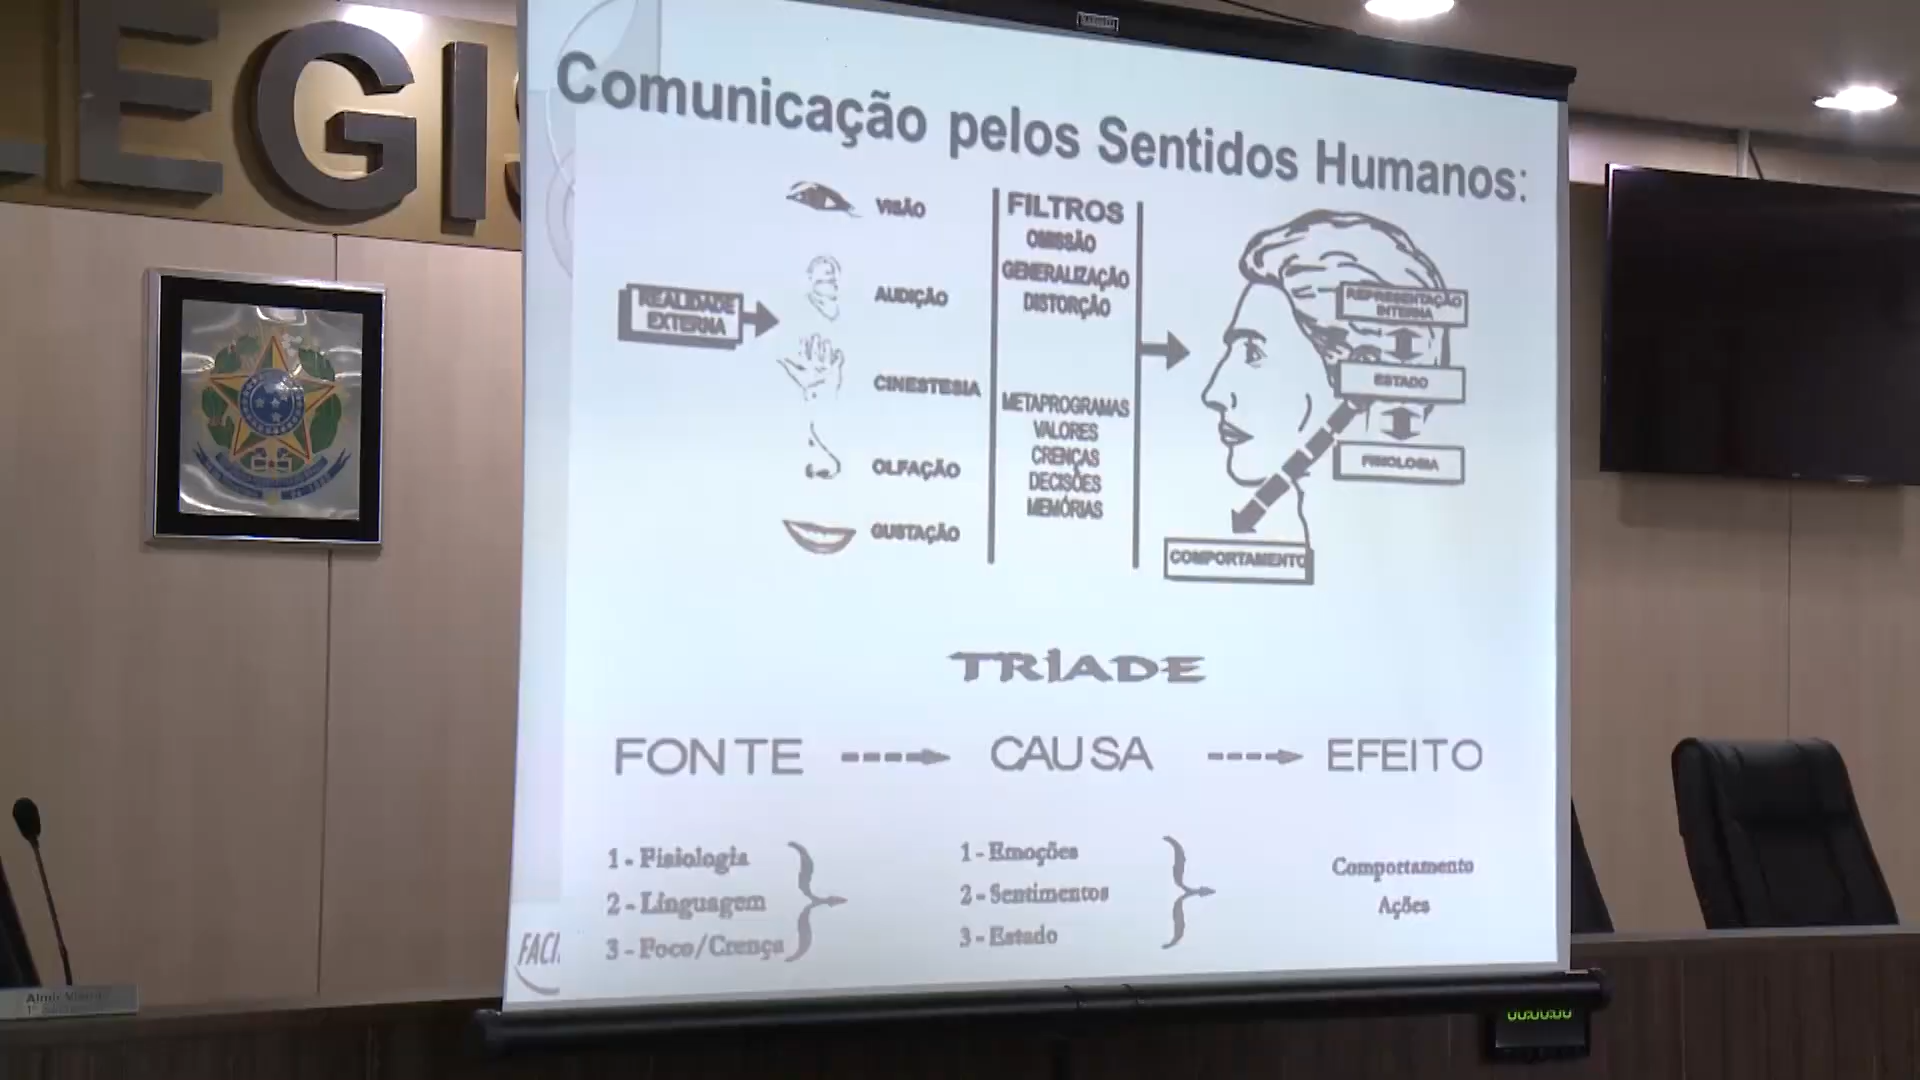 EGIS
Comunicação pelos Sentidos Humanos:
REALIDADE
EXTERNA
VISÃO
AUDIÇÃO
CINESTESIA
OLFAÇÃO
GUSTAÇÃO
FILTROS
OMISSÃO
GENERALIZAÇÃO
DISTORÇÃO
METAPROGRAMAS
VALORES
CRENÇAS
DECISÕES
MEMÓRIAS
REPRESENTAÇÃO
INTERNA
ESTADO
FISIOLOGIA
COMPORTAMENTO
TRÍADE
FONTE
CAUSA
EFEITO
1 - Fisiologia
2 - Linguagem
3 - Foco/Crença
1 - Emoções
2 - Sentimentos
3 - Estado
Comportamento
Ações
FACI
00:00:00